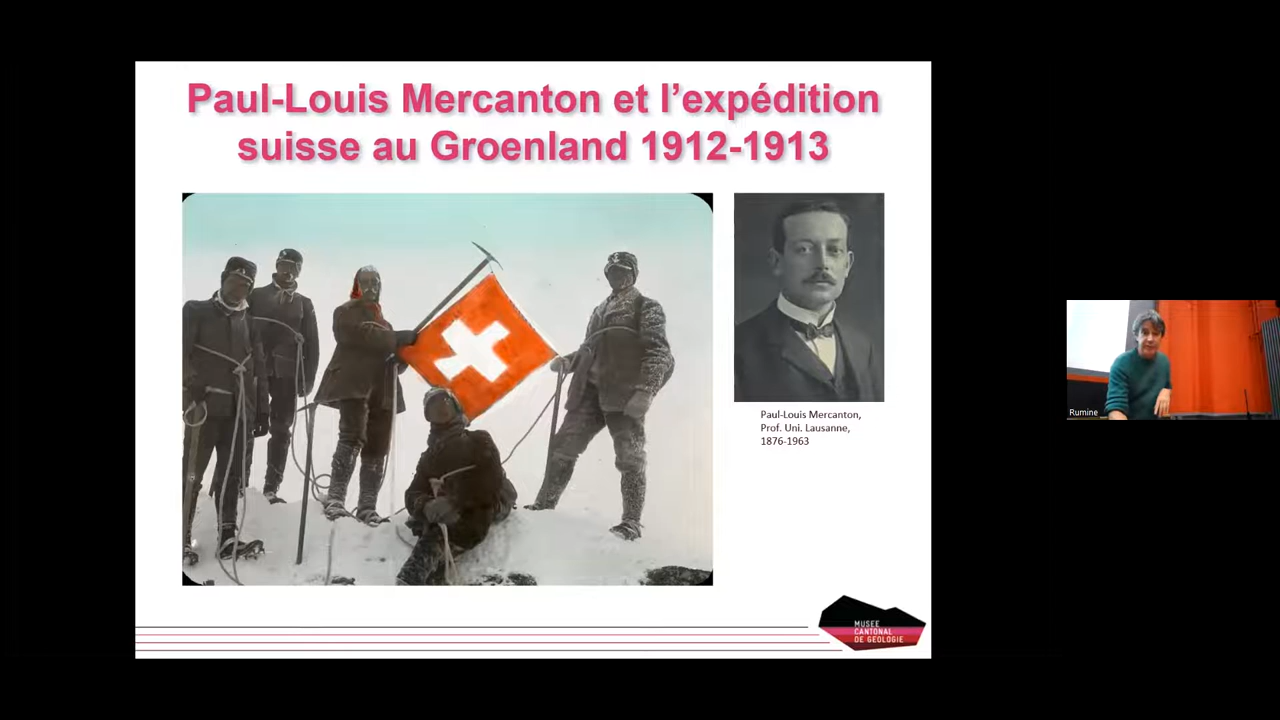 Paul-Louis Mercanton et l'expédition
suisse au Groenland 1912-1913
Paul-Louis Mercanton,
Prof. Uni. Lausanne,
1876-1963
Rumine
MUSEE
CANTONAL
DE GEOLOGIE